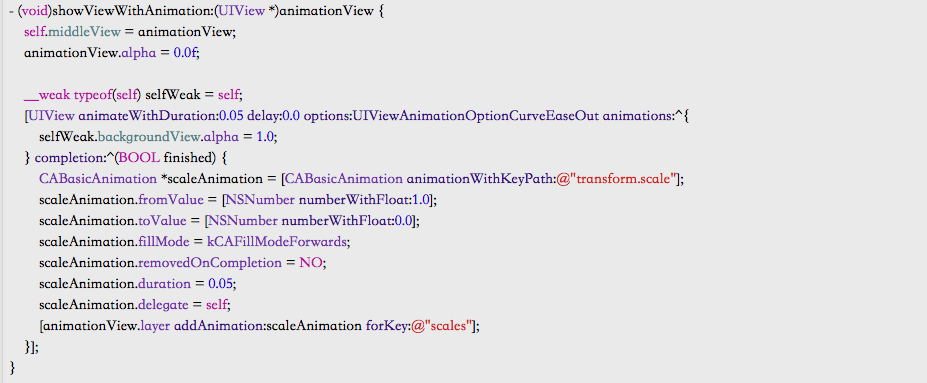 - (void)showViewWithAnimation:(UIView *)animationView {
self.middleView = animationView;
animationView.alpha = 0.0f;
__weak typeof(self) selfWeak = self;
[UIView animateWithDuration:0.05 delay:0.0 options:UIViewAnimationOptionCurveEaseOut animations:^{
selfWeak.backgroundView.alpha = 1.0;
} completion:^(BOOL finished) {
CABasicAnimation *scaleAnimation = [CABasicAnimation animationWithKeyPath:@"transform.scale"];
scaleAnimation.fromValue = [NSNumber numberWithFloat:1.0];
scaleAnimation.toValue = [NSNumber numberWithFloat:0.0];
scaleAnimation.fillMode = kCAFillModeForwards;
scaleAnimation.removedOnCompletion = NO;
scaleAnimation.duration = 0.05;
scaleAnimation.delegate = self;
[animationView.layer addAnimation:scaleAnimation forKey:@"scales"];
}];
}